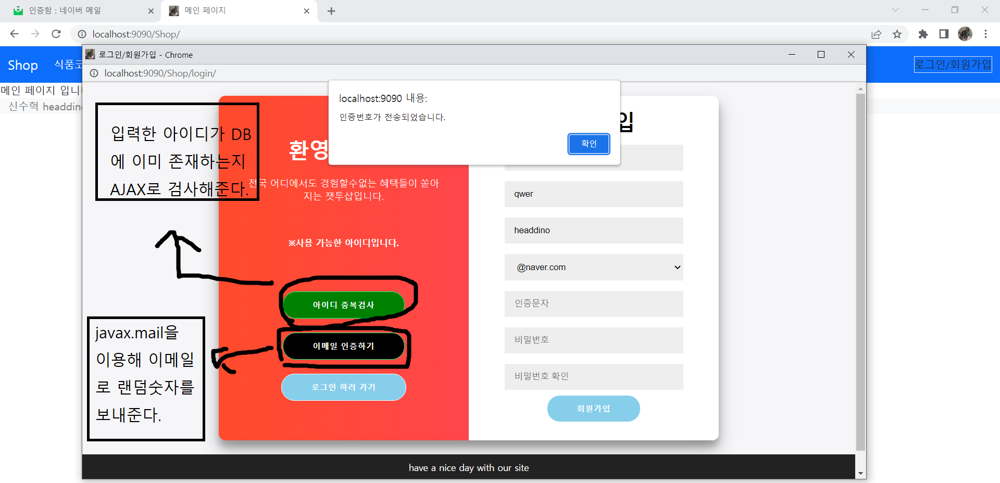 인증함 : 네이버 메일
메인 페이지
localhost:9090/Shop/
Shop
로그인/회원가입
메인 페이지
신수혁
로그인/회원가입 - Chrome
localhost:9090/Shop/login/
localhost:9090 내용:
인증번호가 전송되었습니다.
확인
입력한 아이디가 DB
에 이미 존재하는지
AJAX로 검사해준다.
환영
전국 어디에서도 경험할수없는 혜택들이 쏟아
지는 잿투샵입니다.
※사용 가능한 아이디입니다.
아이디 중복검사
이메일 인증하기
로그인 하러 가기
javax.mail을
이용해 이메일
로 랜덤숫자를
보내준다.
입
qwer
headdino
@naver.com
인증문자
비밀번호
비밀번호 확인
회원가입
have a nice day with our site